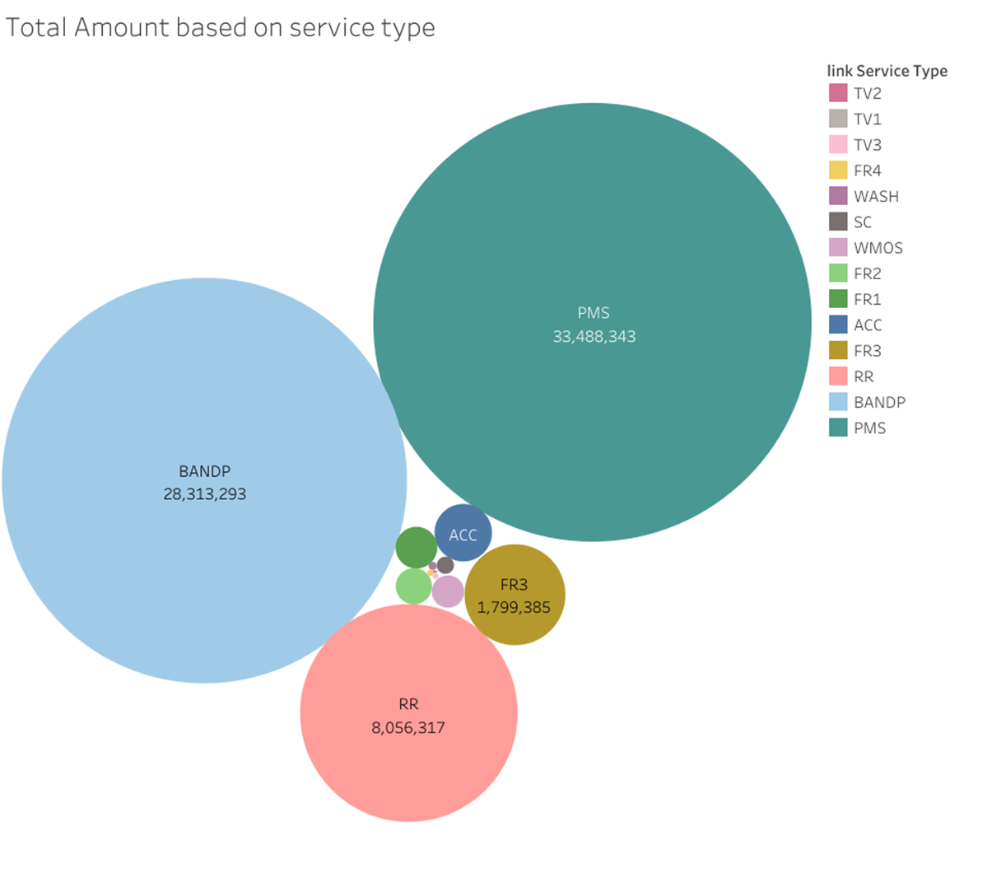 Total Amount based on service type
link Service Type
TV2
TV1
TV3
FR4
WASH
SC
WMOS
FR2
FR1
ACC
FR3
RR
BANDP
PMS
PMS
33,488,343
BANDP
28,313,293
ACC
FR3
1,799,385
RR
8,056,317